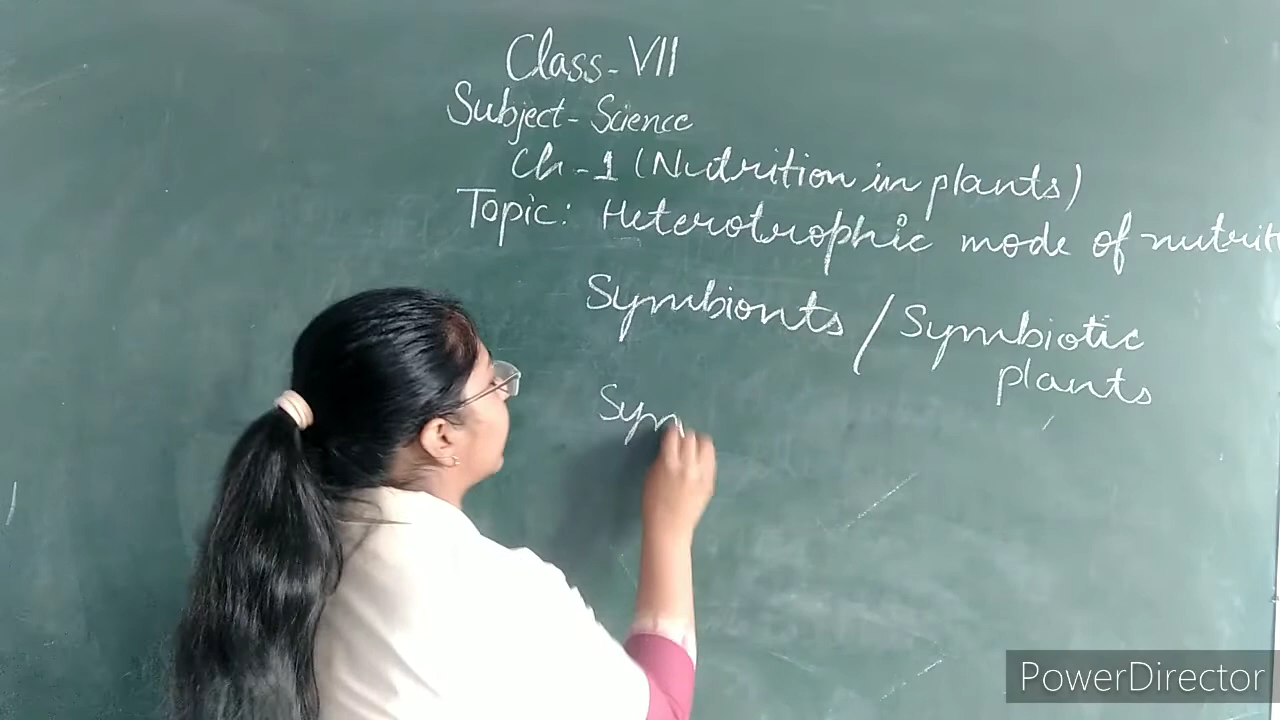 Class-VII
Subject-Science
Ch-1 (Nutrition in plants)
Topic: Heterotrophic mode of nutrit
Symbionts / Symbiotic
plants
Sym
PowerDirector